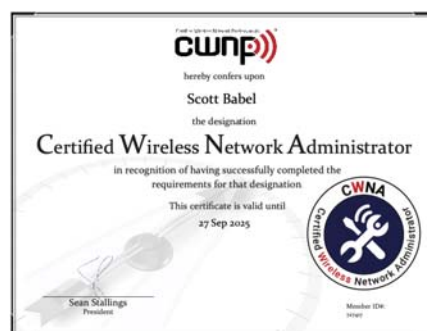 cwnp
hereby confers upon
Scott Babel
the designation
Certified Wireless Network Administrator
in recognition of having successfully completed the
requirements for that designation
This certificate is valid until
27 Sep 2025
CWNA
Certified Wireless Network Administrator
Sean Stallings
President
Member ID#: